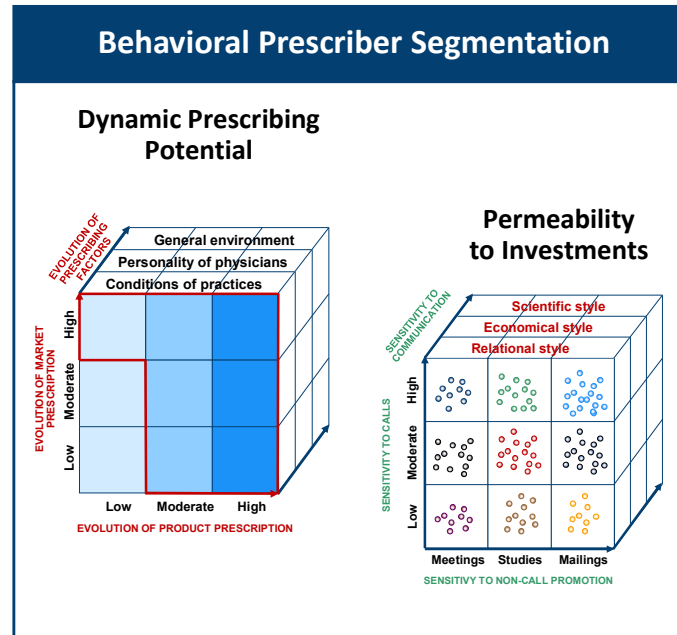 Behavioral Prescriber Segmentation
Dynamic Prescribing
Potential
EVOLUTION OF
PRESCRIBING
FACTORS
General environment
Personality of physicians
Conditions of practices
EVOLUTION OF MARKET
PRESCRIPTION
High
Moderate
Low
Low Moderate High
EVOLUTION OF PRODUCT PRESCRIPTION
Permeability
to Investments
SENSITIVITY TO
COMMUNICATION
Scientific style
Economical style
Relational style
SENSITIVITY TO CALLS
High
Moderate
Low
Meetings Studies Mailings
SENSITIVY TO NON-CALL PROMOTION